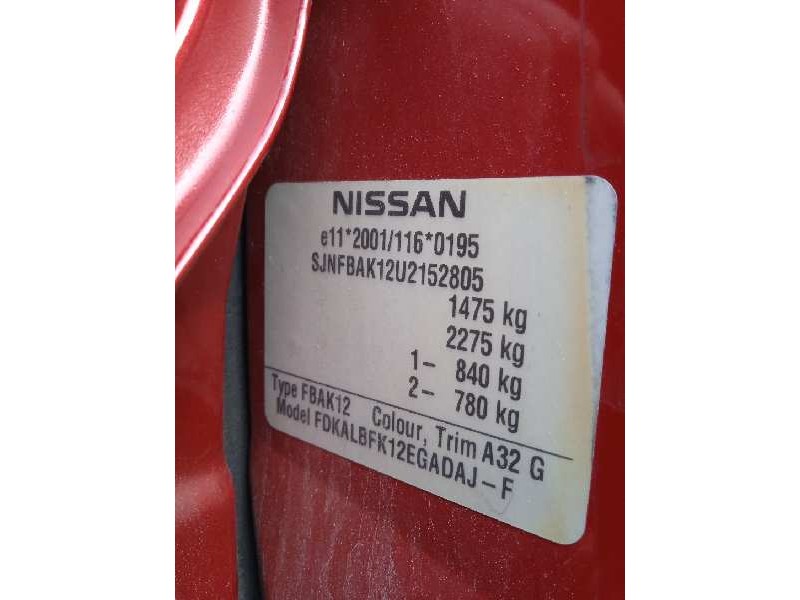 NISSAN
e11*2001/116*0195
SJNFBAK12U2152805
1475 kg
2275 kg
1- 840 kg
2- 780 kg
Type FBAK12 Colour, Trim A32 G
Model FDKALBFK12EGADAJ-F